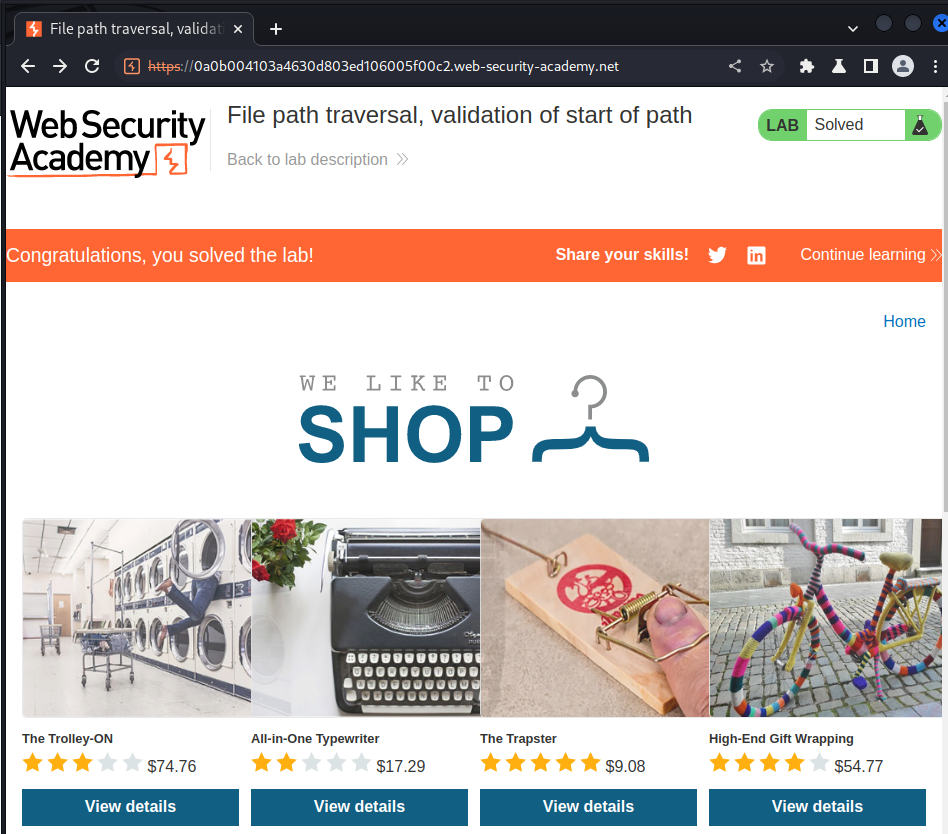 File path traversal, validat
https://0a0b004103a4630d803ed106005f00c2.web-security-academy.net
Web Security
Academy
File path traversal, validation of start of path
Back to lab description
LAB Solved
Congratulations, you solved the lab!
Share your skills!
Continue learning
Home
WE LIKE TO
SHOP
The Trolley-ON
$74.76
View details
All-in-One Typewriter
$17.29
View details
The Trapster
$9.08
View details
High-End Gift Wrapping
$54.77
View details